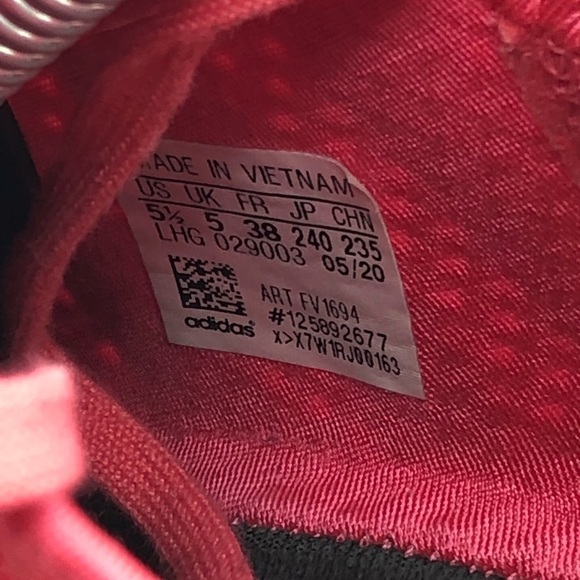 MADE IN VIETNAM
US UK FR JP CHN
5½ 5 38 240 235
LHG 029003 05/20
ART FV1694
#125892677
adidas
X>X7W1RJ00163